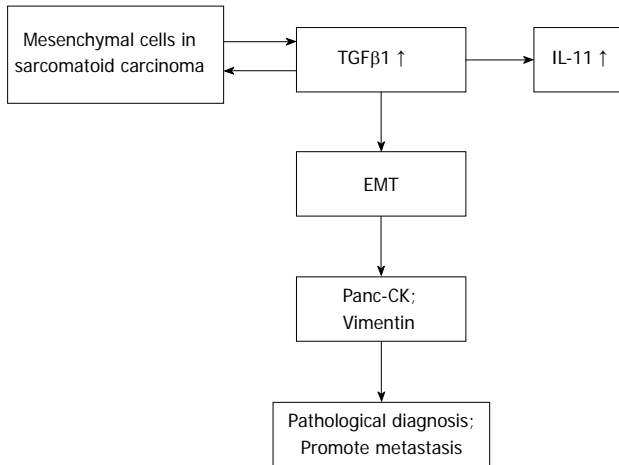 Mesenchymal cells in
sarcomatoid carcinoma
TGFβ1 ↑
IL-11 ↑
EMT
Panc-CK;
Vimentin
Pathological diagnosis;
Promote metastasis